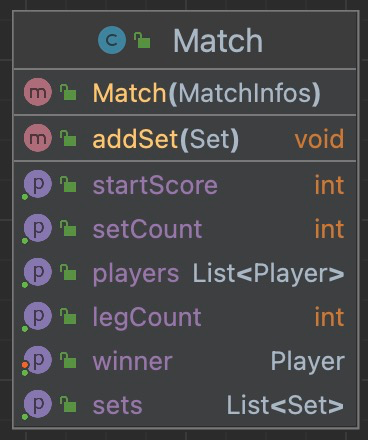 C Match
m Match(MatchInfos)
m addSet(Set) void
p startScore int
p setCount int
p players List<Player>
p legCount int
p winner Player
p sets List<Set>